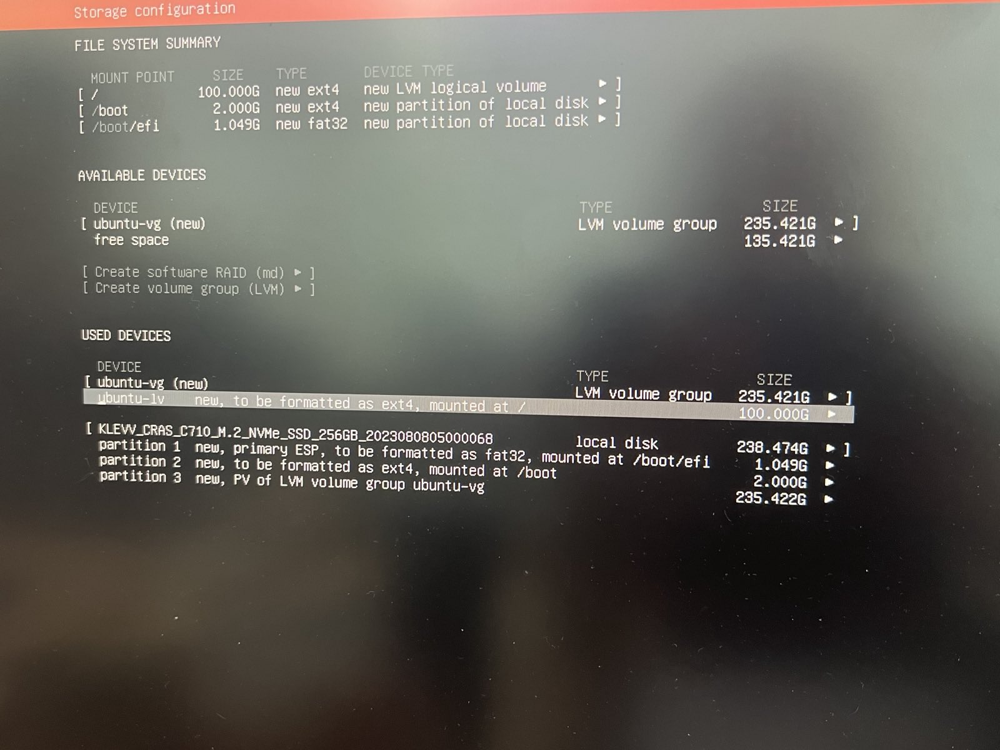 Storage configuration
FILE SYSTEM SUMMARY
MOUNT POINT SIZE TYPE DEVICE TYPE
[ / 100.000G new ext4 new LVM logical volume ▸ ]
[ /boot 2.000G new ext4 new partition of local disk ▸ ]
[ /boot/efi 1.049G new fat32 new partition of local disk ▸ ]
AVAILABLE DEVICES
DEVICE TYPE SIZE
[ ubuntu-vg (new) LVM volume group 235.421G ▸ ]
free space 135.421G ▸
[ Create software RAID (md) ▸ ]
[ Create volume group (LVM) ▸ ]
USED DEVICES
DEVICE TYPE SIZE
[ ubuntu-vg (new) LVM volume group 235.421G ▸ ]
ubuntu-lv new, to be formatted as ext4, mounted at / 100.000G ▸
[ KLEVV_CRAS_C710_M.2_NVMe_SSD_256GB_2023080805000068 local disk 238.474G ▸ ]
partition 1 new, primary ESP, to be formatted as fat32, mounted at /boot/efi 1.049G ▸
partition 2 new, to be formatted as ext4, mounted at /boot 2.000G ▸
partition 3 new, PV of LVM volume group ubuntu-vg 235.422G ▸